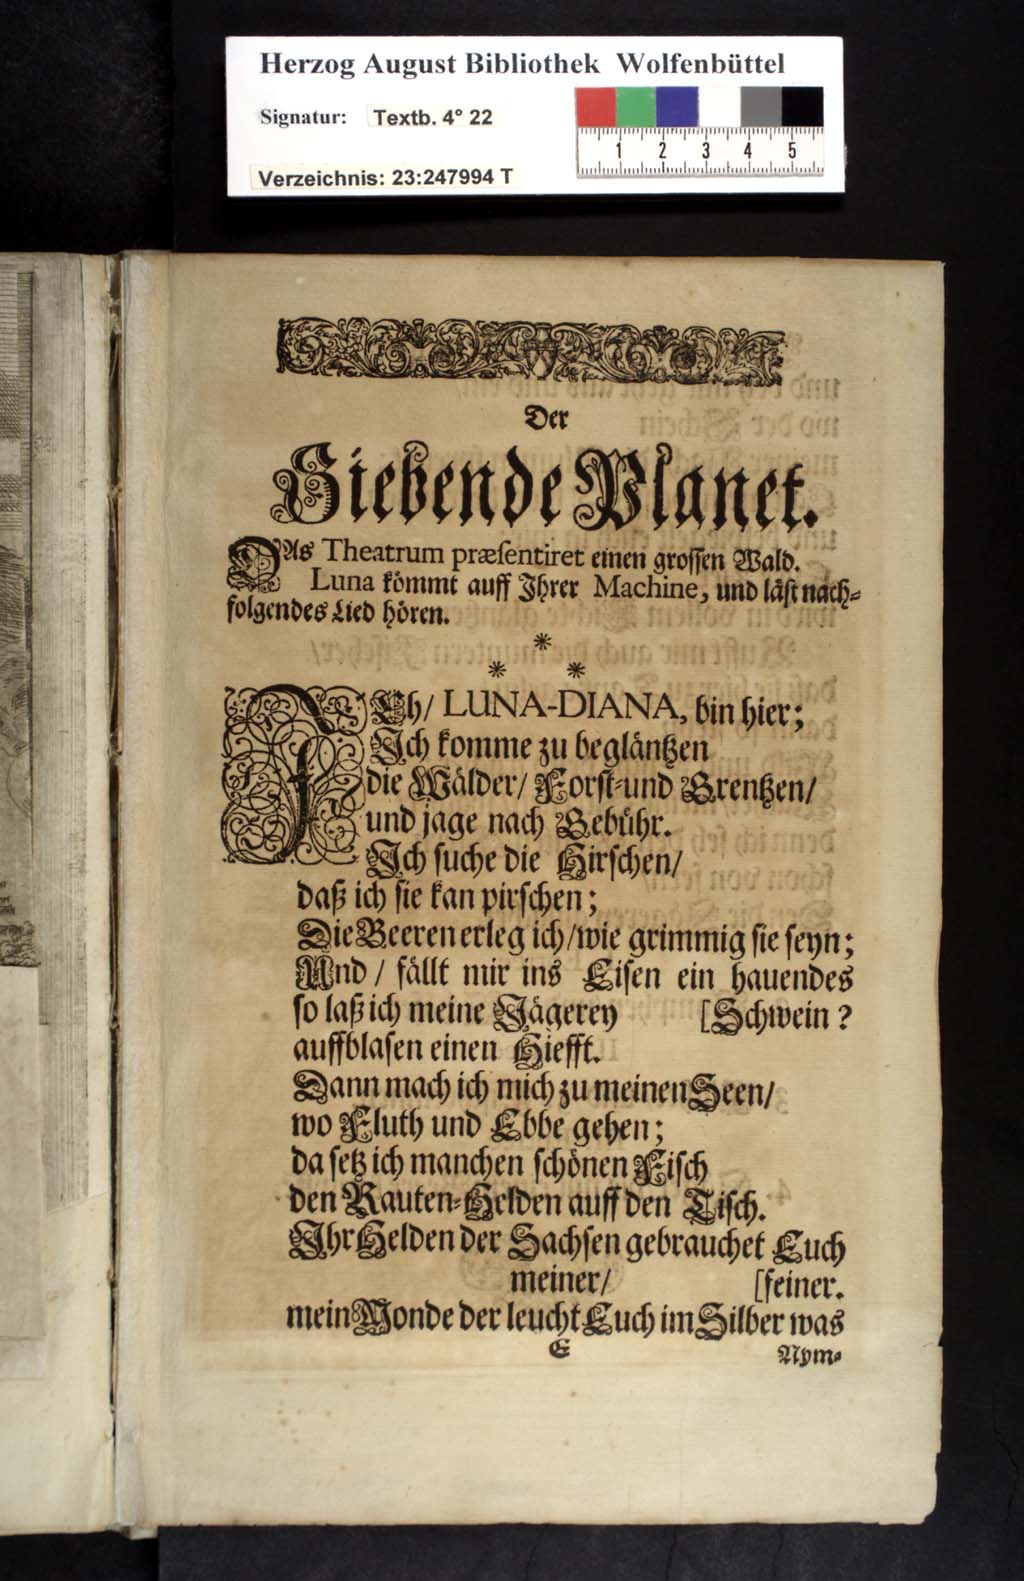 Herzog August Bibliothek Wolfenbüttel
Signatur: Textb. 4° 22
Verzeichnis: 23:247994 T
1 2 3 4 5
Der
Siebende Planet.
DAs Theatrum præsentiret einen grossen Wald.
Luna kömmt auff Ihrer Machine, und läst nach-
folgendes Lied hören.
* * *
ICh/ LUNA-DIANA, bin hier;
Ich komme zu begläntzen
die Wälder/ Forst-und Grentzen/
und jage nach Gebühr.
Ich suche die Hirschen/
daß ich sie kan pirschen;
Die Beeren erleg ich/wie grimmig sie seyn;
Und/ fällt mir ins Eisen ein hauendes
so laß ich meine Jägerey [Schwein?
auffblasen einen Hiefft.
Dann mach ich mich zu meinen Seen/
wo Fluth und Ebbe gehen;
da setz ich manchen schönen Fisch
den Rauten-Helden auff den Tisch.
Ihr Helden der Sachsen gebrauchet Euch
meiner/ [feiner.
mein Monde der leucht Euch im Silber was
E
Nym-